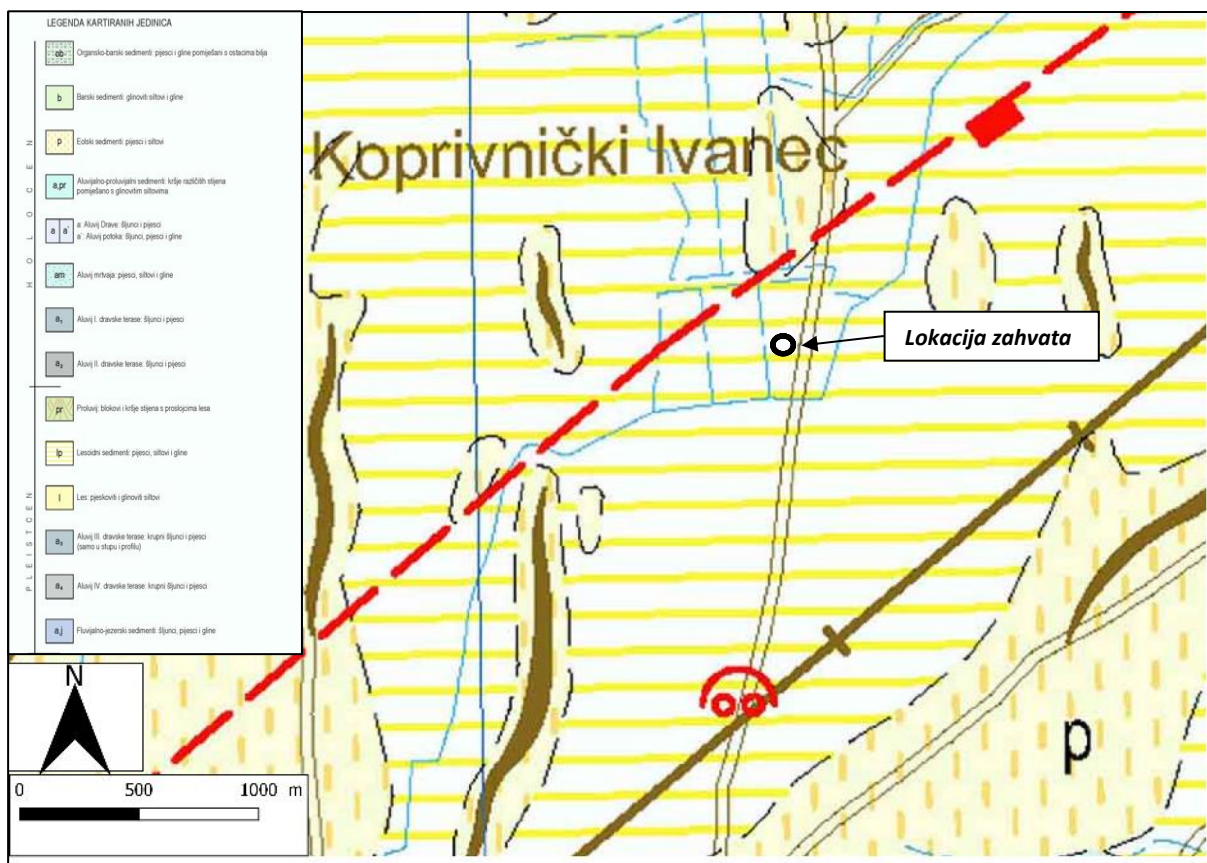 LEGENDA KARTIRANIH JEDINICA
HOLOCEN
ob Organsko-barski sedimenti: pijesci i gline pomiješani s ostacima bilja
b Barski sedimenti: glinoviti siltovi i gline
p Eolski sedimenti: pijesci i siltovi
a,pr Aluvijalno-proluvijalni sedimenti: kršje različitih stijena
pomiješano s glinovitim siltovima
a a` a: Aluvij Drave: šljunci i pijesci
a`: Aluvij potoka: šljunci, pijesci i gline
am Aluvij mrtvaja: pijesci, siltovi i gline
a₁ Aluvij I. dravske terase: šljunci i pijesci
a₂ Aluvij II. dravske terase: šljunci i pijesci
PLEISTOCEN
pr Proluvij: blokovi i kršje stijena s proslojcima lesa
lp Lesoidni sedimenti: pijesci, siltovi i gline
l Les: pjeskoviti i glinoviti siltovi
a₃ Aluvij III. dravske terase: krupni šljunci i pijesci
(samo u stupu i profilu)
a₄ Aluvij IV. dravske terase: krupni šljunci i pijesci
a,j Fluvijalno-jezerski sedimenti: šljunci, pijesci i gline
Koprivnički Ivanec
Lokacija zahvata
p
N
0 500 1000 m